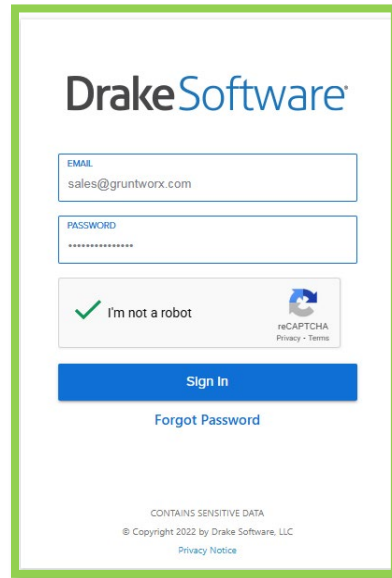 DrakeSoftware
EMAIL
sales@gruntworx.com
PASSWORD
•••••••••••••••
I'm not a robot
reCAPTCHA
Privacy • Terms
Sign In
Forgot Password
CONTAINS SENSITIVE DATA
© Copyright 2022 by Drake Software, LLC
Privacy Notice